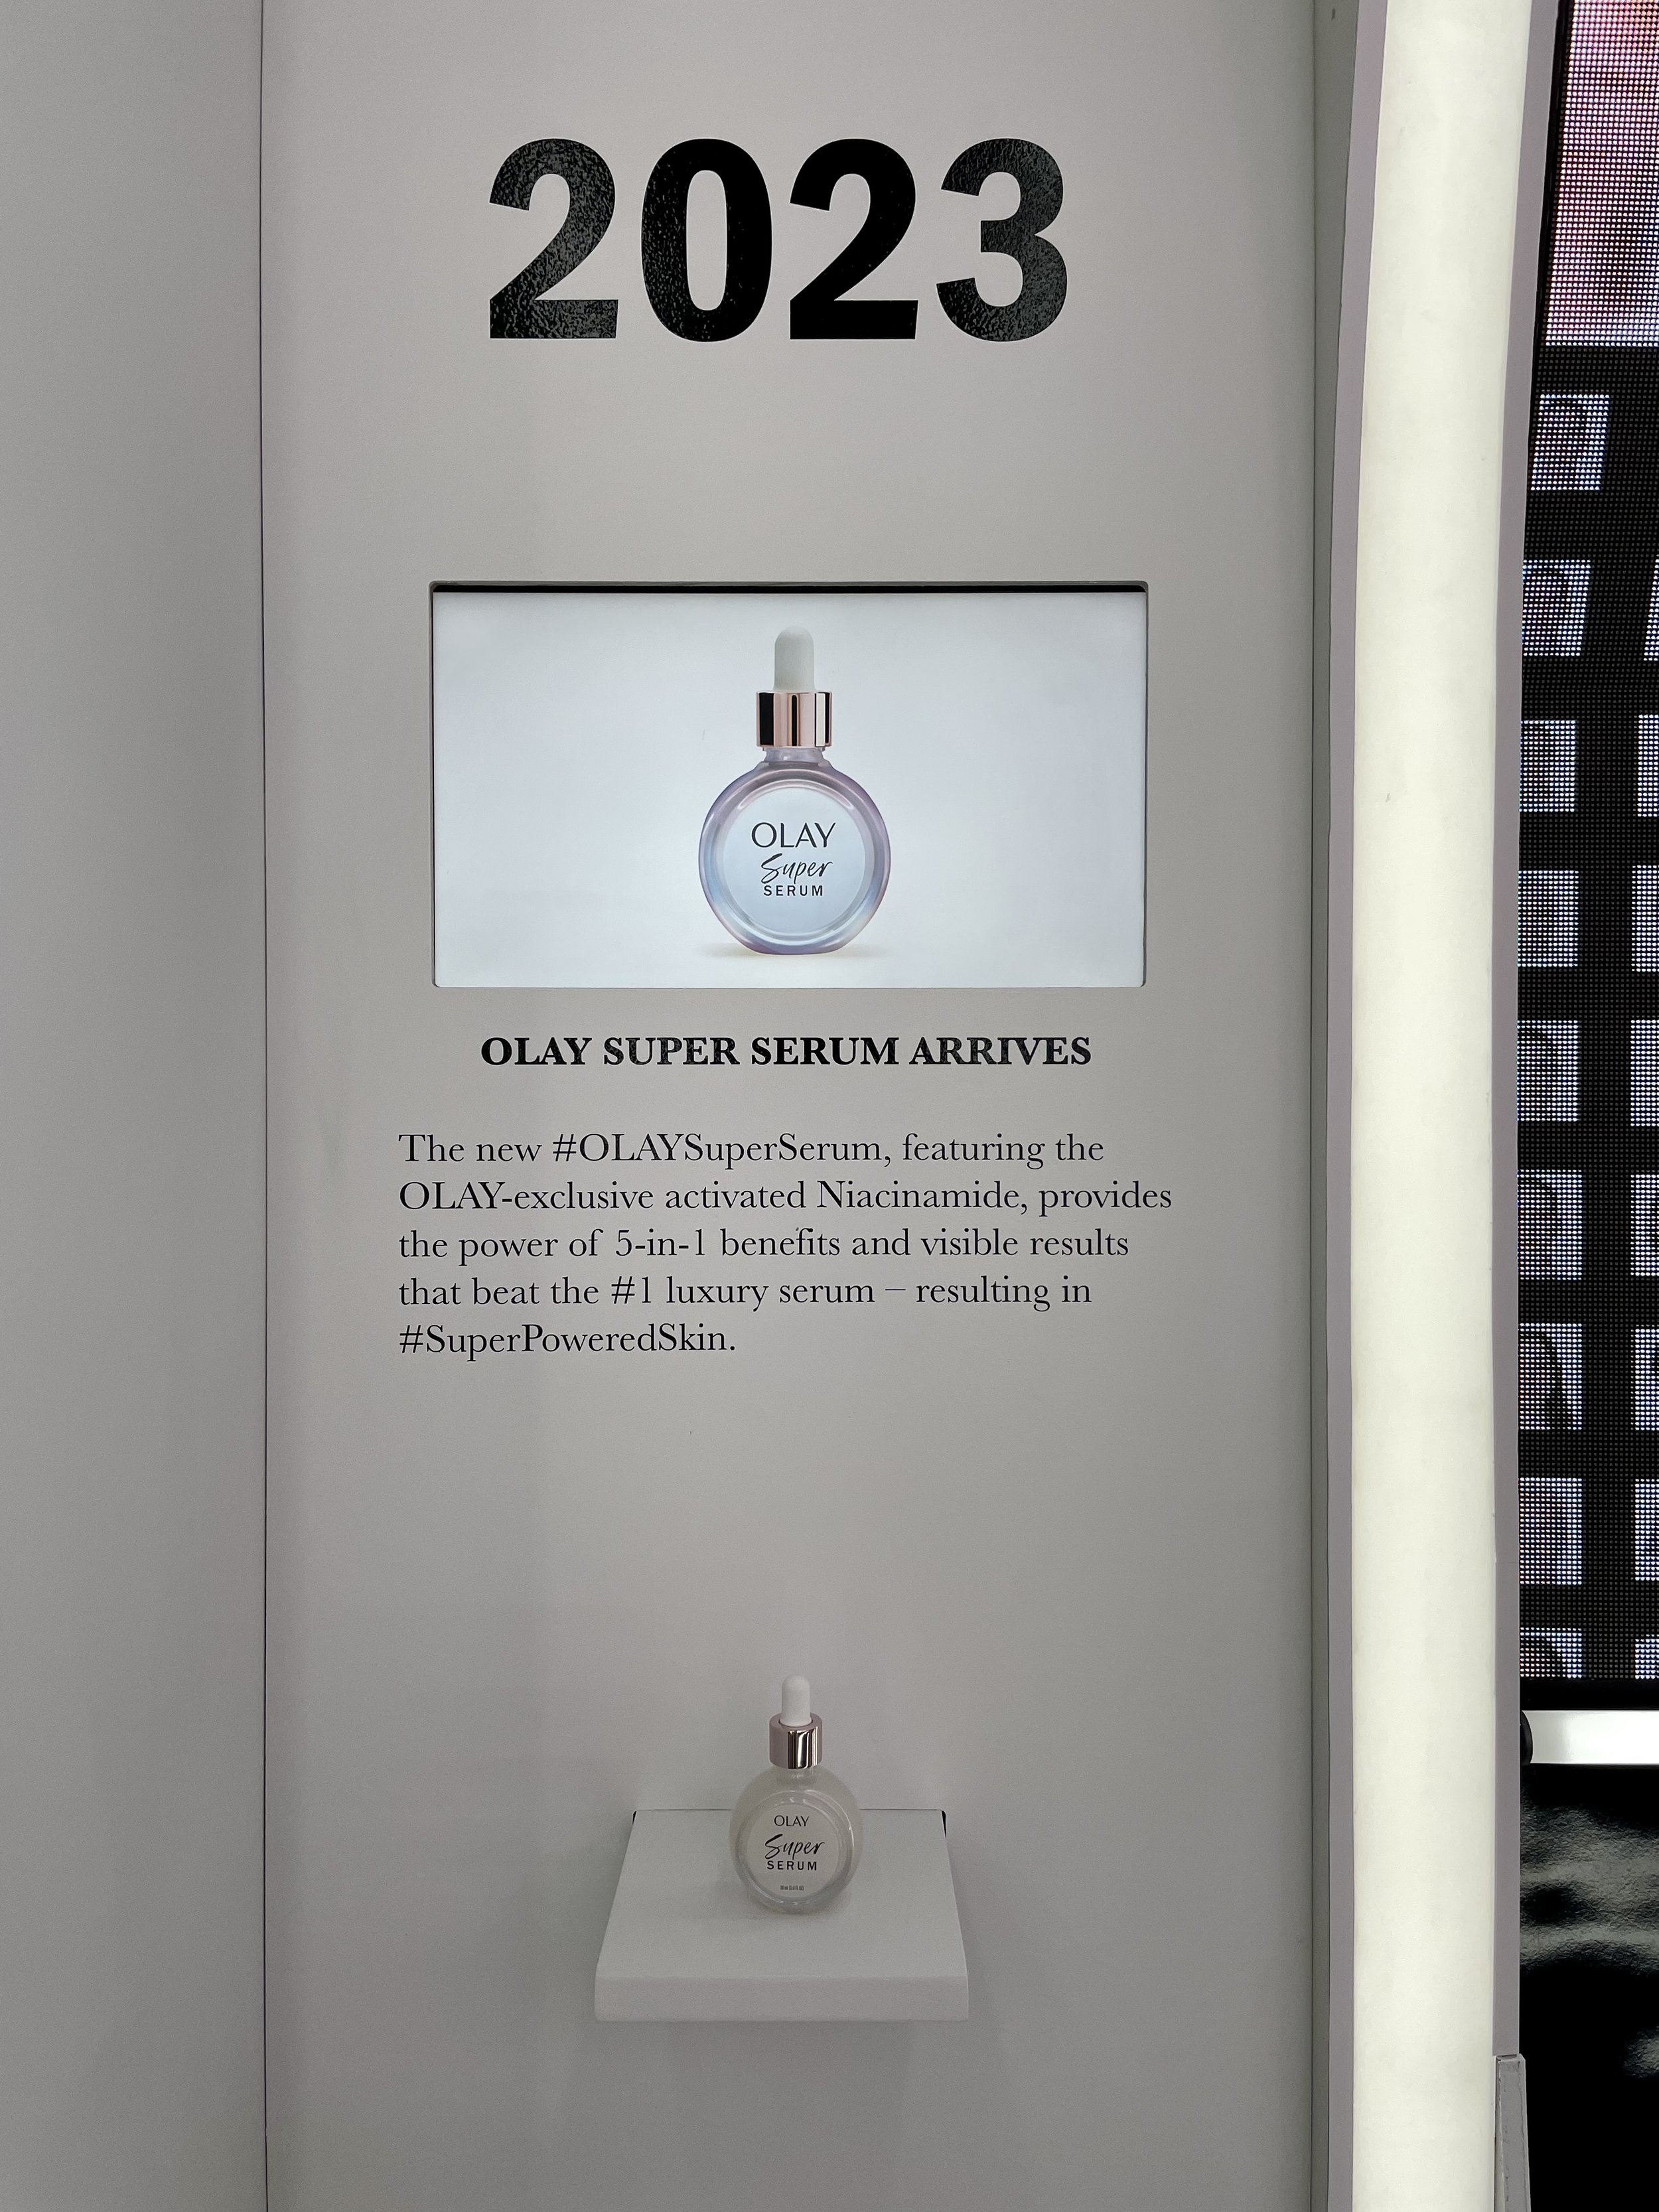 2023
OLAY
Super
SERUM
OLAY SUPER SERUM ARRIVES
The new #OLAYSuperSerum, featuring the
OLAY-exclusive activated Niacinamide, provides
the power of 5-in-1 benefits and visible results
that beat the #1 luxury serum – resulting in
#SuperPoweredSkin.
OLAY
Super
SERUM